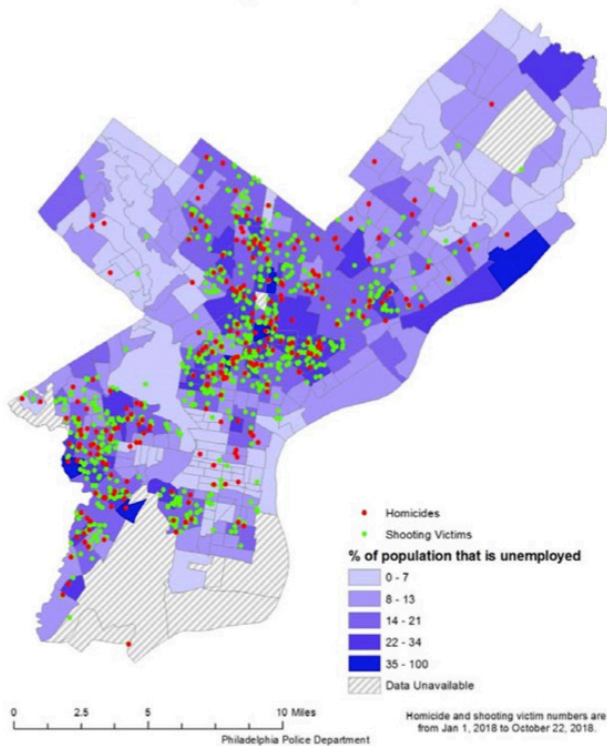 Homicides
Shooting Victims
% of population that is unemployed
0 - 7
8 - 13
14 - 21
22 - 34
35 - 100
Data Unavailable
0 2.5 5 10 Miles
Homicide and shooting victim numbers are
from Jan 1, 2018 to October 22, 2018.
Philadelphia Police Department